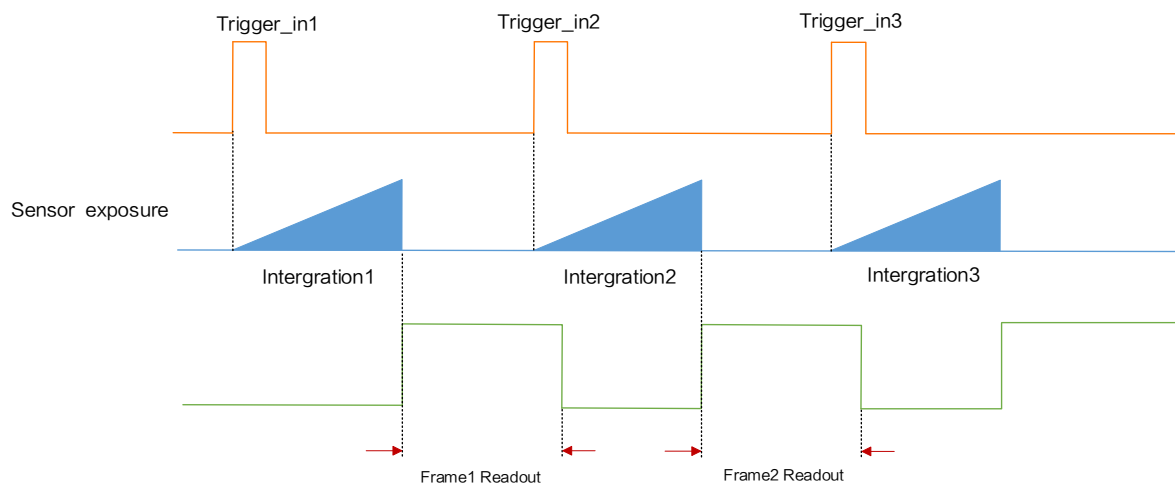 Trigger_in1
Trigger_in2
Trigger_in3
Sensor exposure
Intergration1
Intergration2
Intergration3
Frame1 Readout
Frame2 Readout